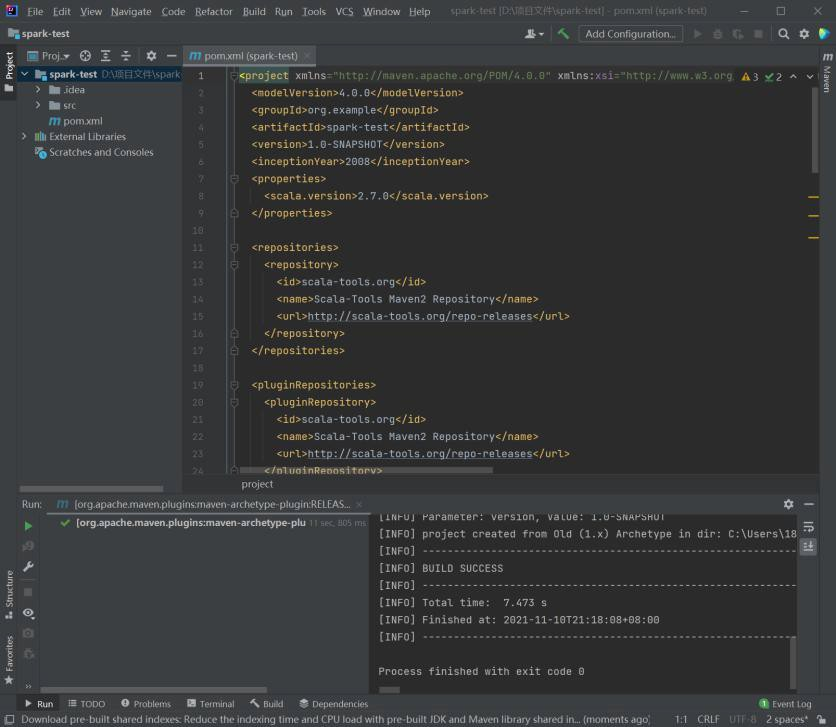 File Edit View Navigate Code Refactor Build Run Tools VCS Window Help spark-test [D:\项目文件\spark-test] - pom.xml (spark-test)
spark-test Add Configuration...
Project Proj... pom.xml (spark-test) Maven
spark-test D:\项目文件\spark
.idea
src
pom.xml
External Libraries
Scratches and Consoles
1 <project xmlns="http://maven.apache.org/POM/4.0.0" xmlns:xsi="http://www.w3.org 3 2
2 <modelVersion>4.0.0</modelVersion>
3 <groupId>org.example</groupId>
4 <artifactId>spark-test</artifactId>
5 <version>1.0-SNAPSHOT</version>
6 <inceptionYear>2008</inceptionYear>
7 <properties>
8 <scala.version>2.7.0</scala.version>
9 </properties>
10
11 <repositories>
12 <repository>
13 <id>scala-tools.org</id>
14 <name>Scala-Tools Maven2 Repository</name>
15 <url>http://scala-tools.org/repo-releases</url>
16 </repository>
17 </repositories>
18
19 <pluginRepositories>
20 <pluginRepository>
21 <id>scala-tools.org</id>
22 <name>Scala-Tools Maven2 Repository</name>
23 <url>http://scala-tools.org/repo-releases</url>
24 </pluginRepository>
project
Run: [org.apache.maven.plugins:maven-archetype-plugin:RELEAS...
[org.apache.maven.plugins:maven-archetype-plu 11 sec, 805 ms
[INFO] Parameter: version, Value: 1.0-SNAPSHOT
[INFO] project created from Old (1.x) Archetype in dir: C:\Users\18
[INFO] ------------------------------------------------------------
[INFO] BUILD SUCCESS
[INFO] ------------------------------------------------------------
[INFO] Total time:  7.473 s
[INFO] Finished at: 2021-11-10T21:18:08+08:00
[INFO] ------------------------------------------------------------
Process finished with exit code 0
Structure
Favorites
Run TODO Problems Terminal Build Dependencies 1 Event Log
Download pre-built shared indexes: Reduce the indexing time and CPU load with pre-built JDK and Maven library shared in... (moments ago) 1:1 CRLF UTF-8 2 spaces*